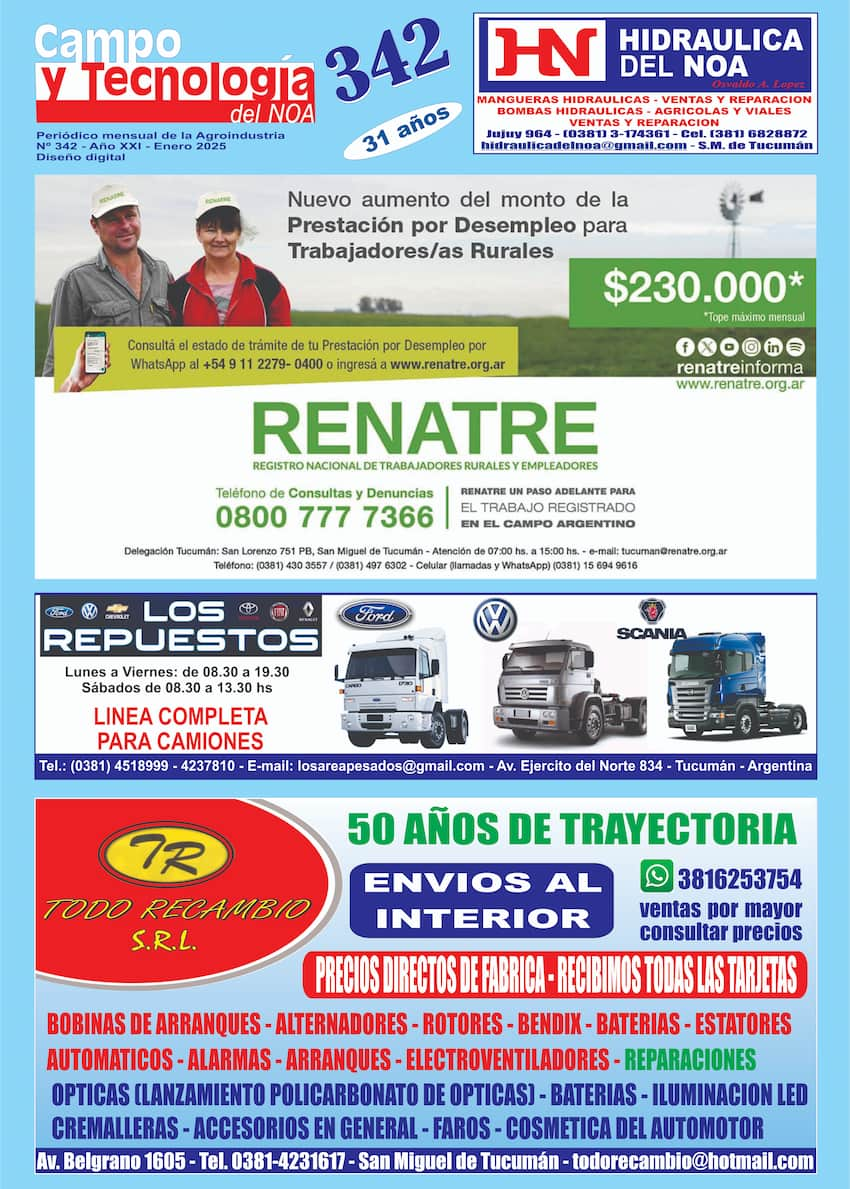 Campo
y Tecnología
del NOA
342
31 años
Periódico mensual de la Agroindustria
Nº 342 - Año XXI - Enero 2025
Diseño digital
HN
HIDRAULICA
DEL NOA
Osvaldo A. Lopez
MANGUERAS HIDRAULICAS - VENTAS Y REPARACION
BOMBAS HIDRAULICAS - AGRICOLAS Y VIALES
VENTAS Y REPARACION
Jujuy 964 - (0381) 3-174361 - Cel. (381) 6828872
hidraulicadelnoa@gmail.com - S.M. de Tucumán
RENATRE
RENATRE
Nuevo aumento del monto de la
Prestación por Desempleo para
Trabajadores/as Rurales
$230.000*
*Tope máximo mensual
Consultá el estado de trámite de tu Prestación por Desempleo por
WhatsApp al +54 9 11 2279- 0400 o ingresá a www.renatre.org.ar
renatreinforma
www.renatre.org.ar
RENATRE
REGISTRO NACIONAL DE TRABAJADORES RURALES Y EMPLEADORES
Teléfono de Consultas y Denuncias
0800 777 7366
RENATRE UN PASO ADELANTE PARA
EL TRABAJO REGISTRADO
EN EL CAMPO ARGENTINO
Delegación Tucumán: San Lorenzo 751 PB, San Miguel de Tucumán - Atención de 07:00 hs. a 15:00 hs. - e-mail: tucuman@renatre.org.ar
Teléfono: (0381) 430 3557 / (0381) 497 6302 - Celular (llamadas y WhatsApp) (0381) 15 694 9616
Ford
CHEVROLET
LOS
TOYOTA
FIAT
RENAULT
REPUESTOS
Lunes a Viernes: de 08.30 a 19.30
Sábados de 08.30 a 13.30 hs
LINEA COMPLETA
PARA CAMIONES
Ford
SCANIA
CARGO
1730
Tel.: (0381) 4518999 - 4237810 - E-mail: losareapesados@gmail.com - Av. Ejercito del Norte 834 - Tucumán - Argentina
TR
TODO RECAMBIO
S.R.L.
50 AÑOS DE TRAYECTORIA
ENVIOS AL
INTERIOR
3816253754
ventas por mayor
consultar precios
PRECIOS DIRECTOS DE FABRICA - RECIBIMOS TODAS LAS TARJETAS
BOBINAS DE ARRANQUES - ALTERNADORES - ROTORES - BENDIX - BATERIAS - ESTATORES
AUTOMATICOS - ALARMAS - ARRANQUES - ELECTROVENTILADORES - REPARACIONES
OPTICAS (LANZAMIENTO POLICARBONATO DE OPTICAS) - BATERIAS - ILUMINACION LED
CREMALLERAS - ACCESORIOS EN GENERAL - FAROS - COSMETICA DEL AUTOMOTOR
Av. Belgrano 1605 - Tel. 0381-4231617 - San Miguel de Tucumán - todorecambio@hotmail.com